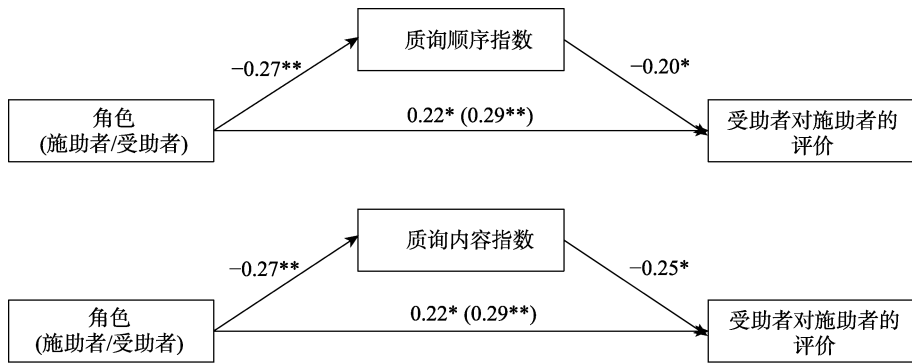 质询顺序指数
−0.27**
−0.20*
0.22* (0.29**)
角色
(施助者/受助者)
受助者对施助者的
评价
质询内容指数
−0.27**
−0.25*
0.22* (0.29**)
角色
(施助者/受助者)
受助者对施助者的
评价